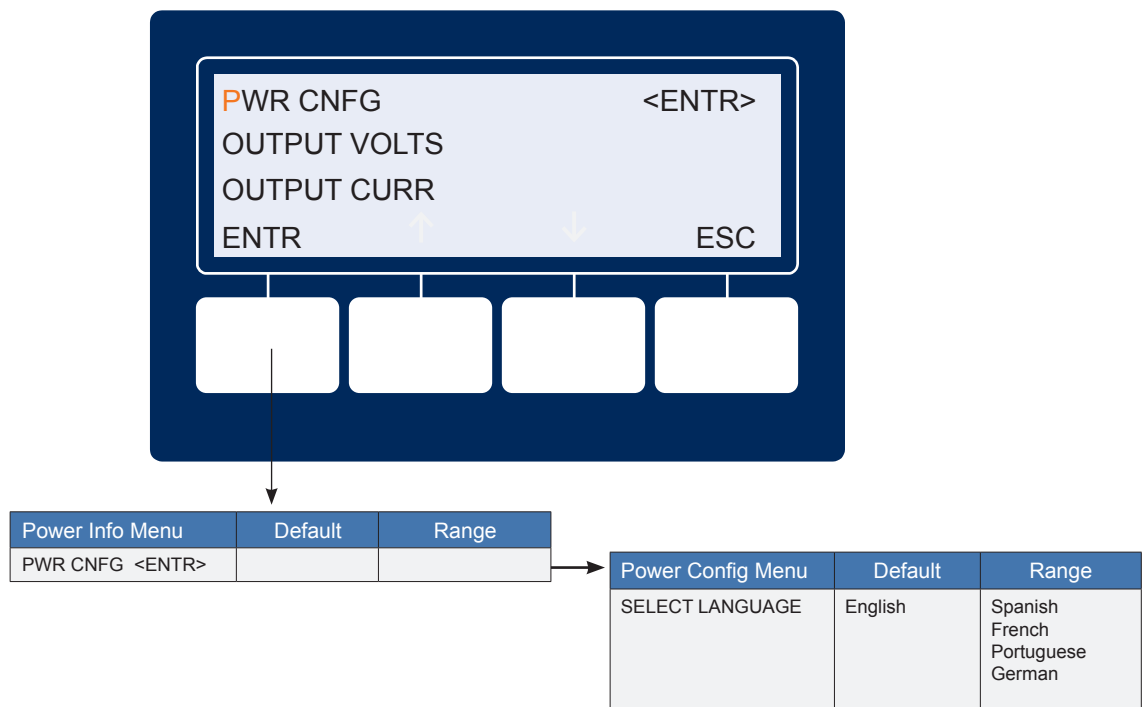 PWR CNFG <ENTR>
OUTPUT VOLTS
OUTPUT CURR
ENTR ↑ ↓ ESC
Power Info Menu Default Range
PWR CNFG <ENTR>
Power Config Menu Default Range
SELECT LANGUAGE English Spanish
French
Portuguese
German